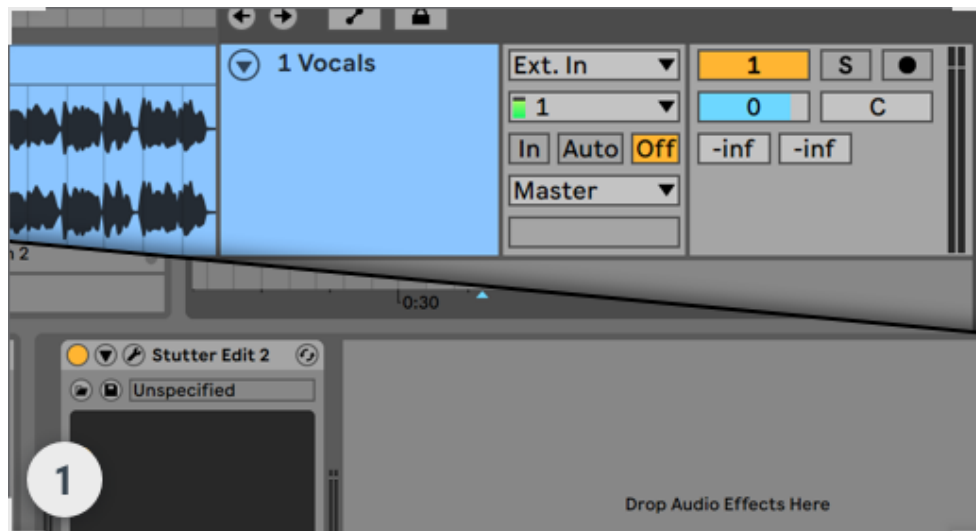 1 Vocals
Ext. In
1
S
1
0
C
In
Auto
Off
-inf
-inf
Master
2
0:30
Stutter Edit 2
Unspecified
1
Drop Audio Effects Here